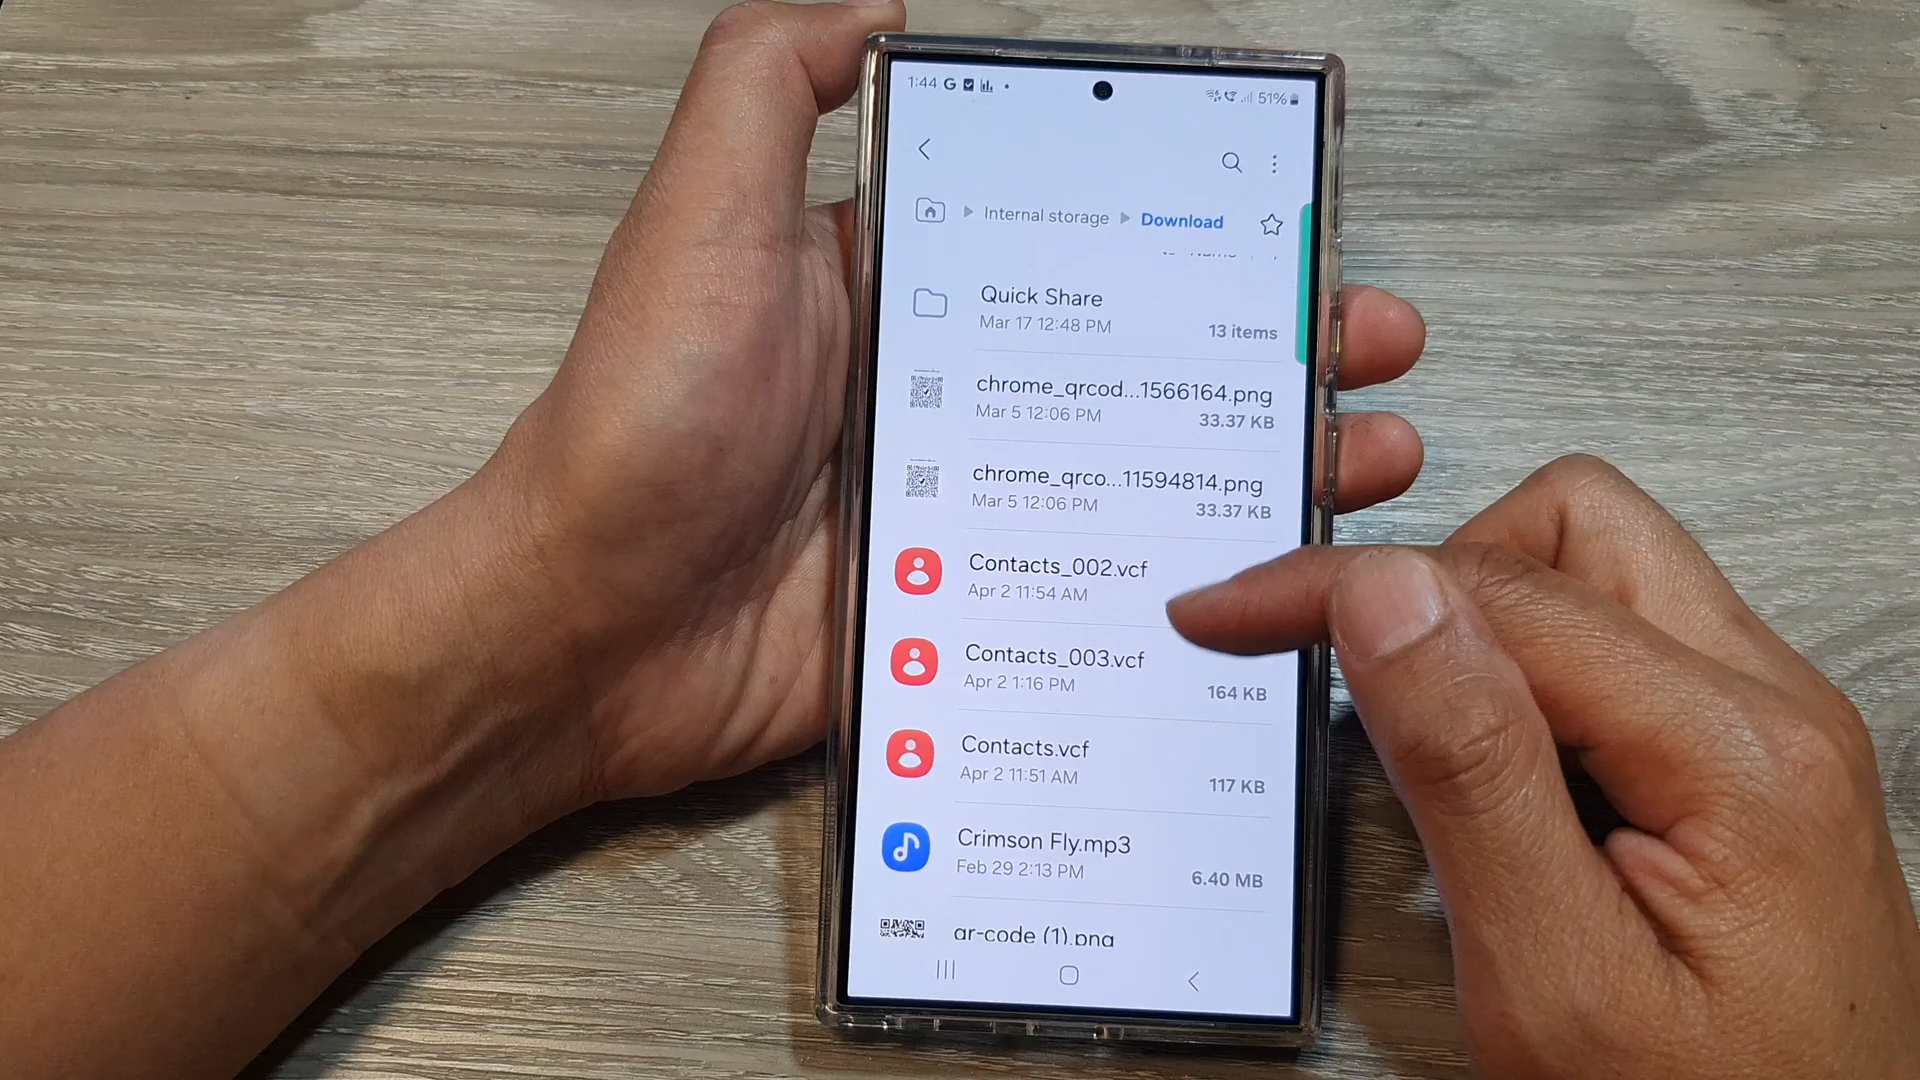 1:44 G
51%
Internal storage Download
Quick Share
Mar 17 12:48 PM
13 items
chrome_qrcod...1566164.png
Mar 5 12:06 PM
33.37 KB
chrome_qrco...11594814.png
Mar 5 12:06 PM
33.37 KB
Contacts_002.vcf
Apr 2 11:54 AM
Contacts_003.vcf
Apr 2 1:16 PM
164 KB
Contacts.vcf
Apr 2 11:51 AM
117 KB
Crimson Fly.mp3
Feb 29 2:13 PM
6.40 MB
qr-code (1).png